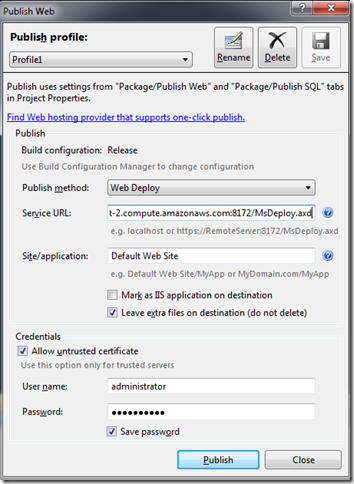 Publish Web
Publish profile:
Profile1
Rename
Delete
Save
Publish uses settings from "Package/Publish Web" and "Package/Publish SQL" tabs
in Project Properties.
Find Web hosting provider that supports one-click publish.
Publish
Build configuration: Release
Use Build Configuration Manager to change configuration
Publish method: Web Deploy
Service URL: t-2.compute.amazonaws.com:8172/MsDeploy.axd
e.g. localhost or https://RemoteServer:8172/MsDeploy.axd
Site/application: Default Web Site
e.g. Default Web Site/MyApp or MyDomain.com/MyApp
Mark as IIS application on destination
Leave extra files on destination (do not delete)
Credentials
Allow untrusted certificate
Use this option only for trusted servers
User name: administrator
Password: ●●●●●●●●●●
Save password
Publish
Close